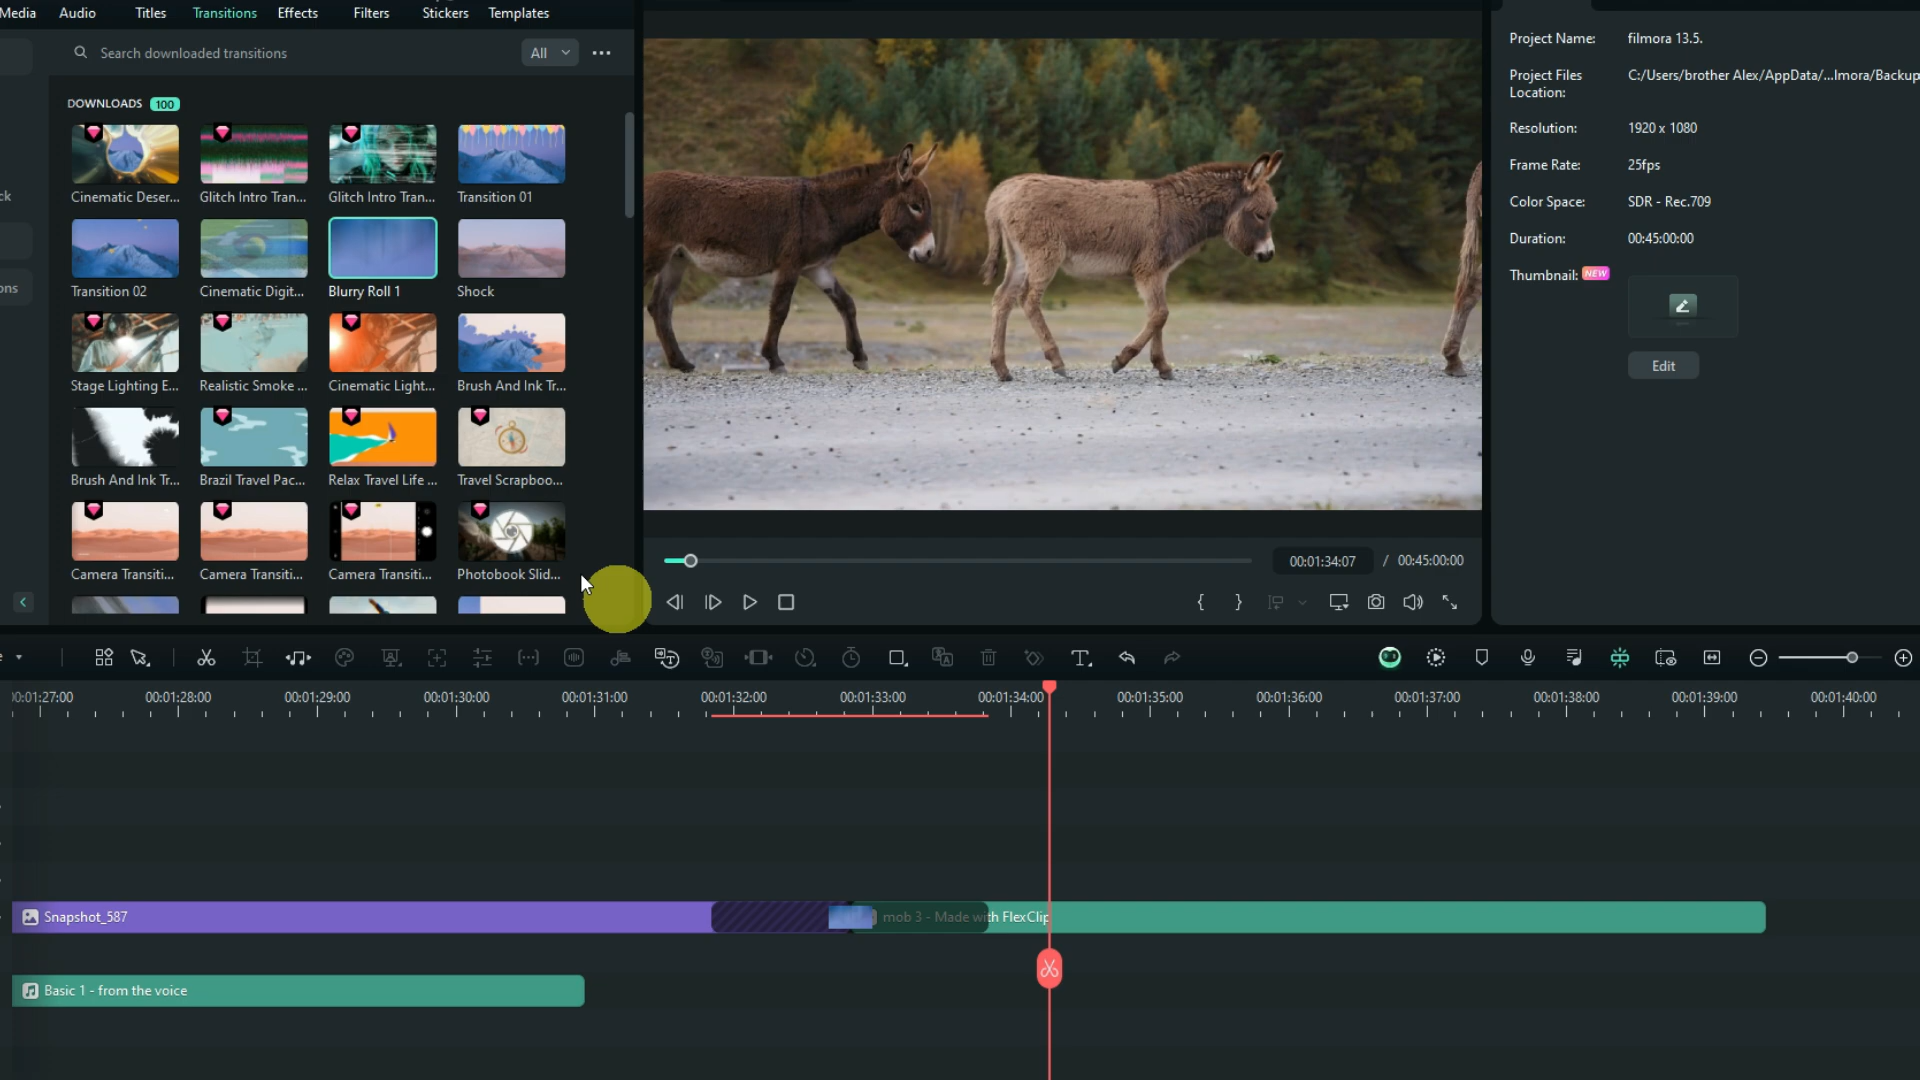 Media Audio Titles Transitions Effects Filters Stickers Templates
Search downloaded transitions All
DOWNLOADS 100
Cinematic Deser... Glitch Intro Tran... Glitch Intro Tran... Transition 01
Transition 02 Cinematic Digit... Blurry Roll 1 Shock
Stage Lighting E... Realistic Smoke ... Cinematic Light... Brush And Ink Tr...
Brush And Ink Tr... Brazil Travel Pac... Relax Travel Life ... Travel Scrapboo...
Camera Transiti... Camera Transiti... Camera Transiti... Photobook Slid...
ck
ons
00:01:34:07 / 00:45:00:00
Project Name: filmora 13.5.
Project Files C:/Users/brother Alex/AppData/...lmora/Backup
Location:
Resolution: 1920 x 1080
Frame Rate: 25fps
Color Space: SDR - Rec.709
Duration: 00:45:00:00
Thumbnail: NEW
Edit
00:01:27:00 00:01:28:00 00:01:29:00 00:01:30:00 00:01:31:00 00:01:32:00 00:01:33:00 00:01:34:00 00:01:35:00 00:01:36:00 00:01:37:00 00:01:38:00 00:01:39:00 00:01:40:00
Snapshot_587 mob 3 - Made with FlexClip
Basic 1 - from the voice